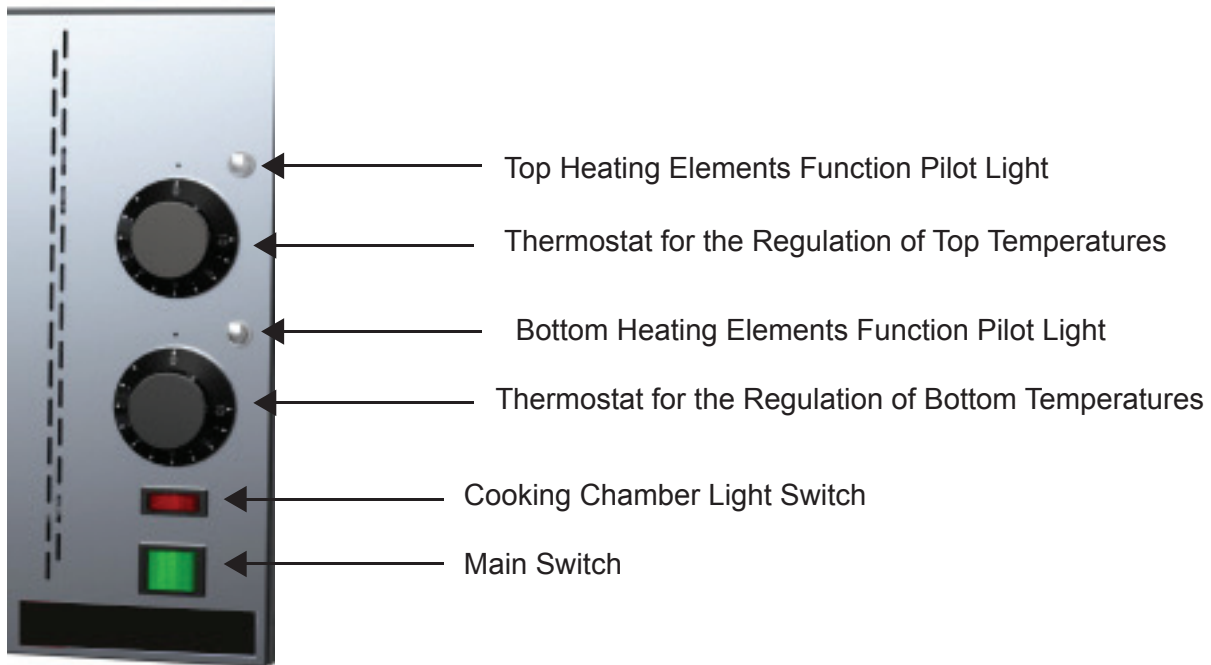 Top Heating Elements Function Pilot Light
Thermostat for the Regulation of Top Temperatures
Bottom Heating Elements Function Pilot Light
Thermostat for the Regulation of Bottom Temperatures
Cooking Chamber Light Switch
Main Switch